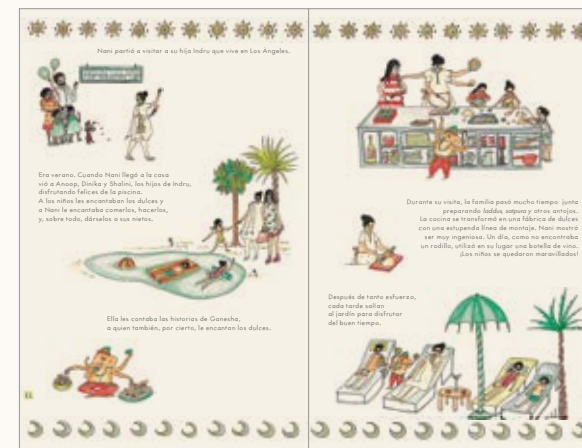 Nani partió a visitar a su hija Indru que vive en Los Angeles.
Era verano. Cuando Nani llegó a la casa
vió a Anoop, Dinika y Shalini, los hijos de Indru,
disfrutando felices de la piscina.
A los niños les encantaban los dulces y
a Nani le encantaba comerlos, hacerlos,
y, sobre todo, dárselos a sus nietos.
Ella les contaba las historias de Ganesha,
a quien también, por cierto, le encantan los dulces.
Durante su visita, la familia pasó mucho tiempo junta
preparando laddus, satpura y otros antojos.
La cocina se transformó en una fábrica de dulces
con una estupenda línea de montaje. Nani mostró
ser muy ingeniosa. Un día, como no encontraba
un rodillo, utilizó en su lugar una botella de vino.
¡Los niños se quedaron maravillados!
Después de tanto esfuerzo,
cada tarde salían
al jardín para disfrutar
del buen tiempo.